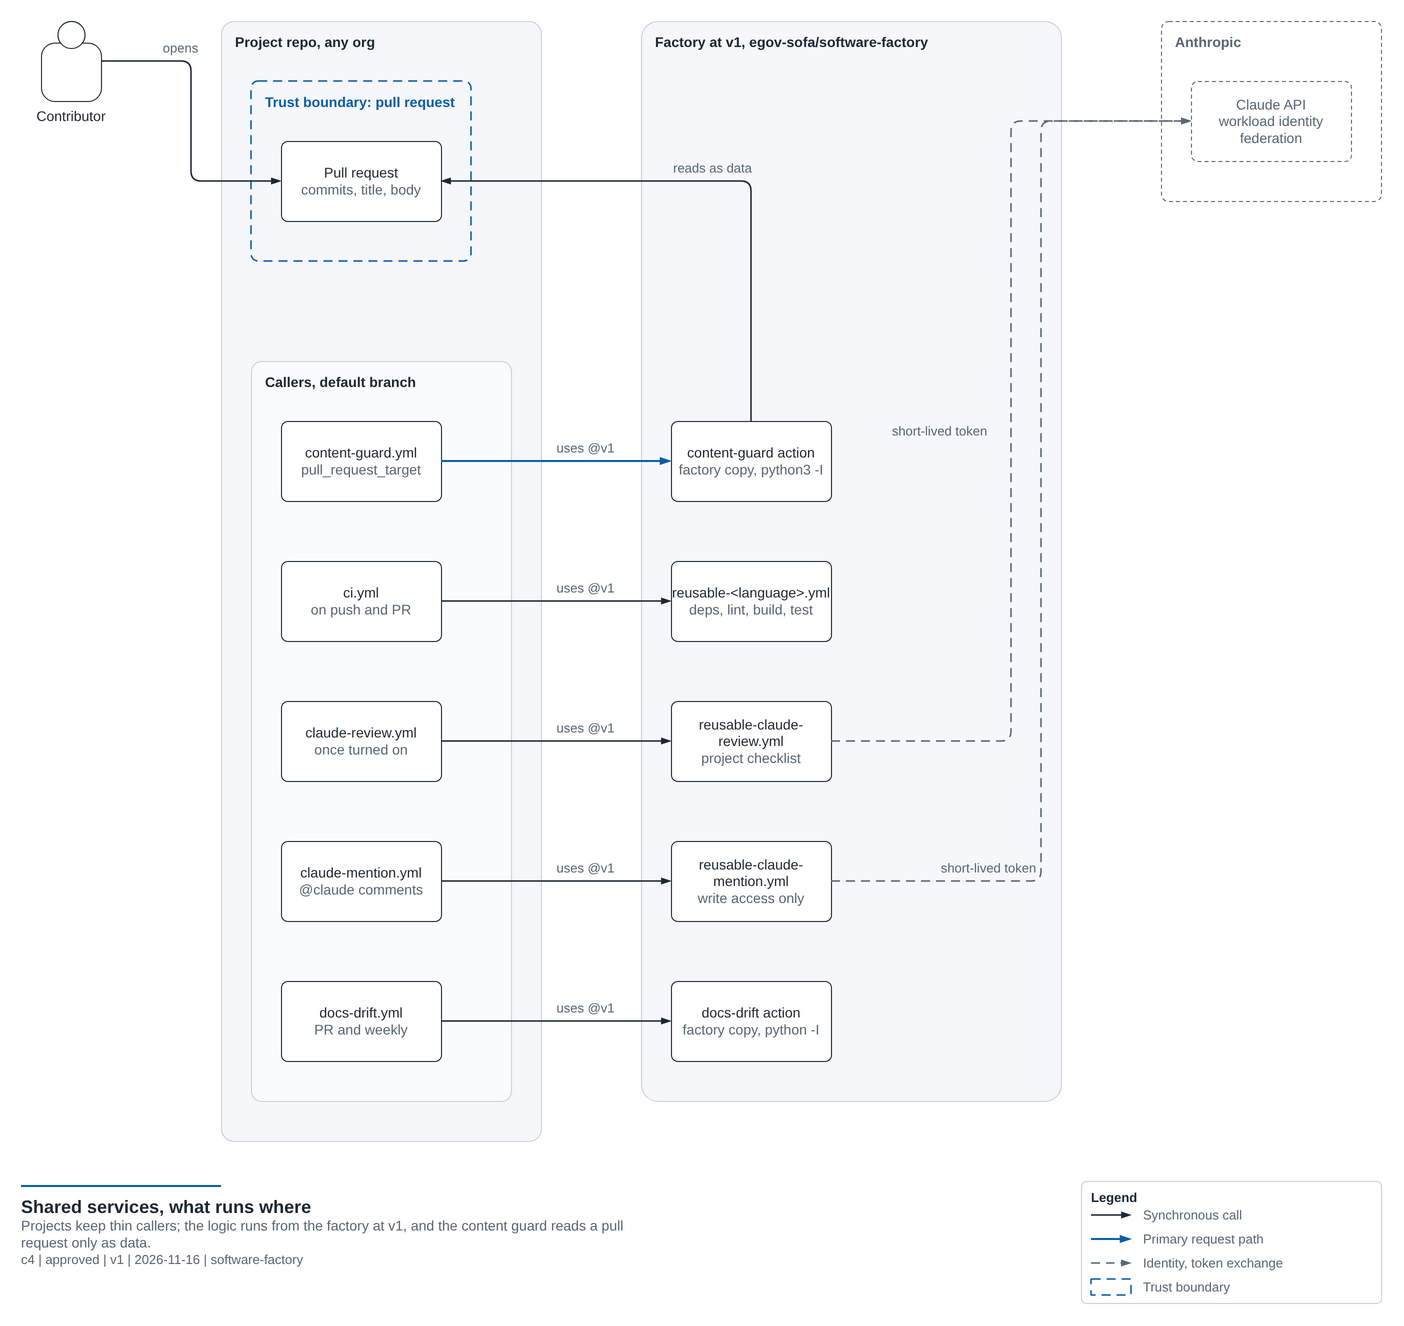 Contributor
opens
Project repo, any org
Trust boundary: pull request
Pull request
commits, title, body
Factory at v1, egov-sofa/software-factory
reads as data
Anthropic
Claude API
workload identity
federation
Callers, default branch
content-guard.yml
pull_request_target
uses @v1
content-guard action
factory copy, python3 -I
short-lived token
ci.yml
on push and PR
uses @v1
reusable-<language>.yml
deps, lint, build, test
claude-review.yml
once turned on
uses @v1
reusable-claude-
review.yml
project checklist
claude-mention.yml
@claude comments
uses @v1
reusable-claude-
mention.yml
write access only
short-lived token
docs-drift.yml
PR and weekly
uses @v1
docs-drift action
factory copy, python -I
Shared services, what runs where
Projects keep thin callers; the logic runs from the factory at v1, and the content guard reads a pull
request only as data.
c4 | approved | v1 | 2026-11-16 | software-factory
Legend
Synchronous call
Primary request path
Identity, token exchange
Trust boundary